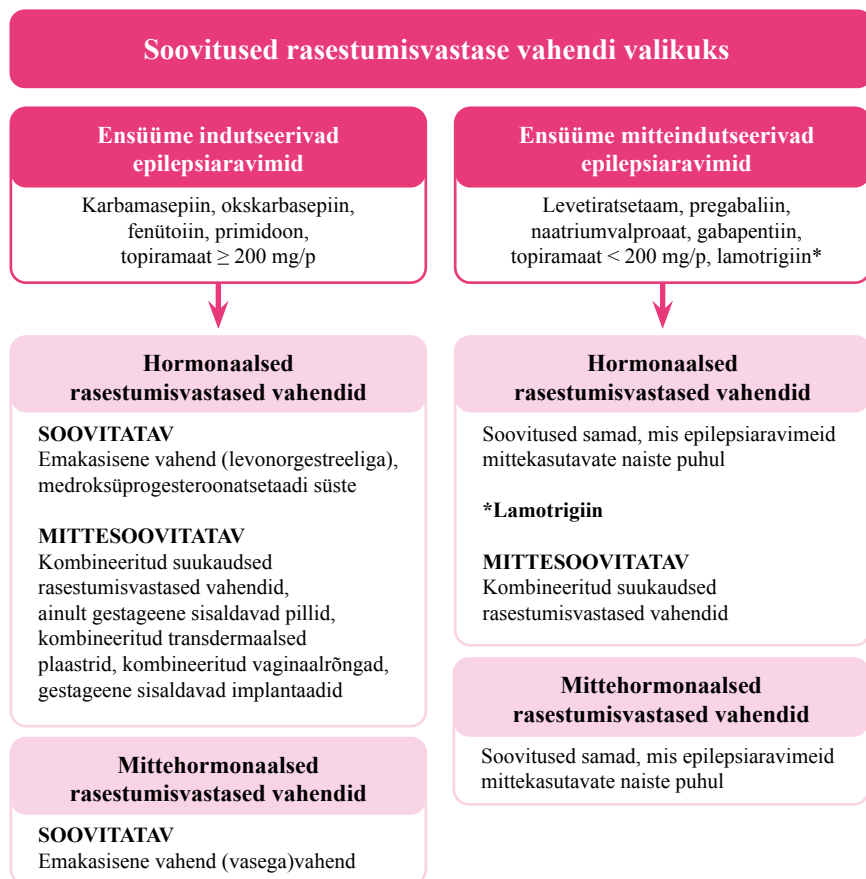 Soovitused rasestumisvastase vahendi valikuks
Ensüüme indutseerivad
epilepsiaravimid
Karbamasepiin, okskarbasepiin,
fenütoiin, primidoon,
topiramaat ≥ 200 mg/p
Hormonaalsed
rasestumisvastased vahendid
SOOVITATAV
Emakasisene vahend (levonorgestreeliga),
medroksüprogesteroonatsetaadi süste
MITTESOOVITATAV
Kombineeritud suukaudsed
rasestumisvastased vahendid,
ainult gestageene sisaldavad pillid,
kombineeritud transdermaalsed
plaastrid, kombineeritud vaginaalrõngad,
gestageene sisaldavad implantaadid
Mittehormonaalsed
rasestumisvastased vahendid
SOOVITATAV
Emakasisene vahend (vasega)vahend
Ensüüme mitteindutseerivad
epilepsiaravimid
Levetiratsetaam, pregabaliin,
naatriumvalproaat, gabapentiin,
topiramaat < 200 mg/p, lamotrigiin*
Hormonaalsed
rasestumisvastased vahendid
Soovitused samad, mis epilepsiaravimeid
mittekasutavate naiste puhul
*Lamotrigiin
MITTESOOVITATAV
Kombineeritud suukaudsed
rasestumisvastased vahendid
Mittehormonaalsed
rasestumisvastased vahendid
Soovitused samad, mis epilepsiaravimeid
mittekasutavate naiste puhul